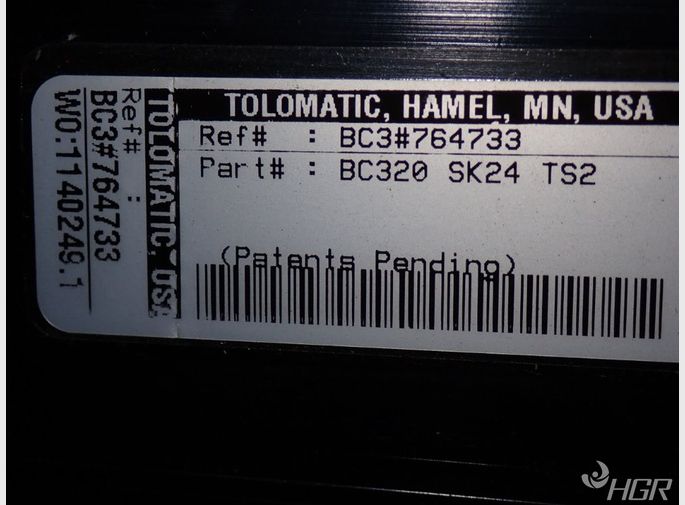 TOLOMATIC, HAMEL, MN, USA
Ref# : BC3#764733
Part# : BC320 SK24 TS2
(Patents Pending)
TOLOMATIC, USA
Ref# :
BC3#764733
WO:1140249.1
HGR